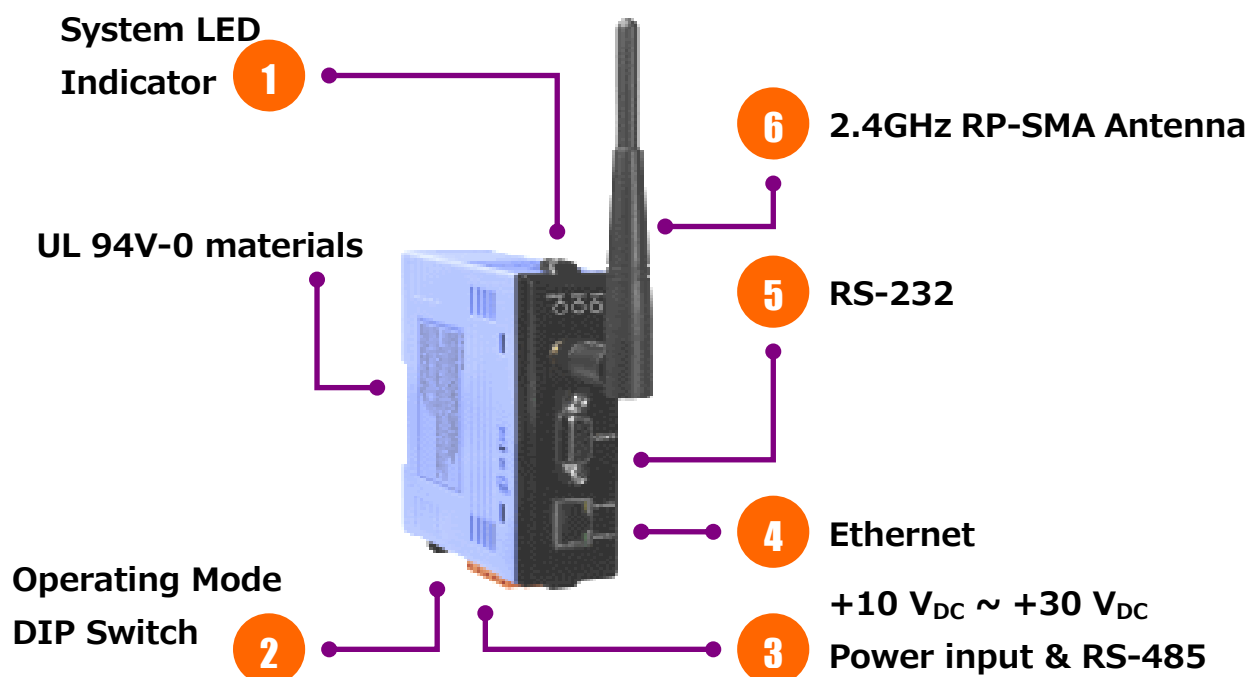 System LED
Indicator 1
6 2.4GHz RP-SMA Antenna
UL 94V-0 materials
5 RS-232
4 Ethernet
Operating Mode
DIP Switch 2
+10 VDC ~ +30 VDC
3 Power input & RS-485